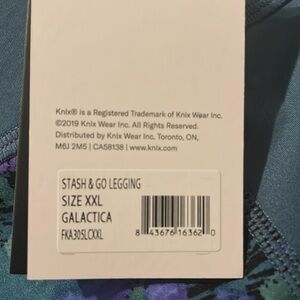 Knix® is a Registered Trademark of Knix Wear Inc.
©2019 Knix Wear Inc. All Rights Reserved.
Distributed by Knix Wear Inc. Toronto, ON,
M6J 2M5 | CA58138 | www.knix.com
STASH & GO LEGGING
SIZE XXL
GALACTICA
FKA305LCXXL
8 43676 16362 0